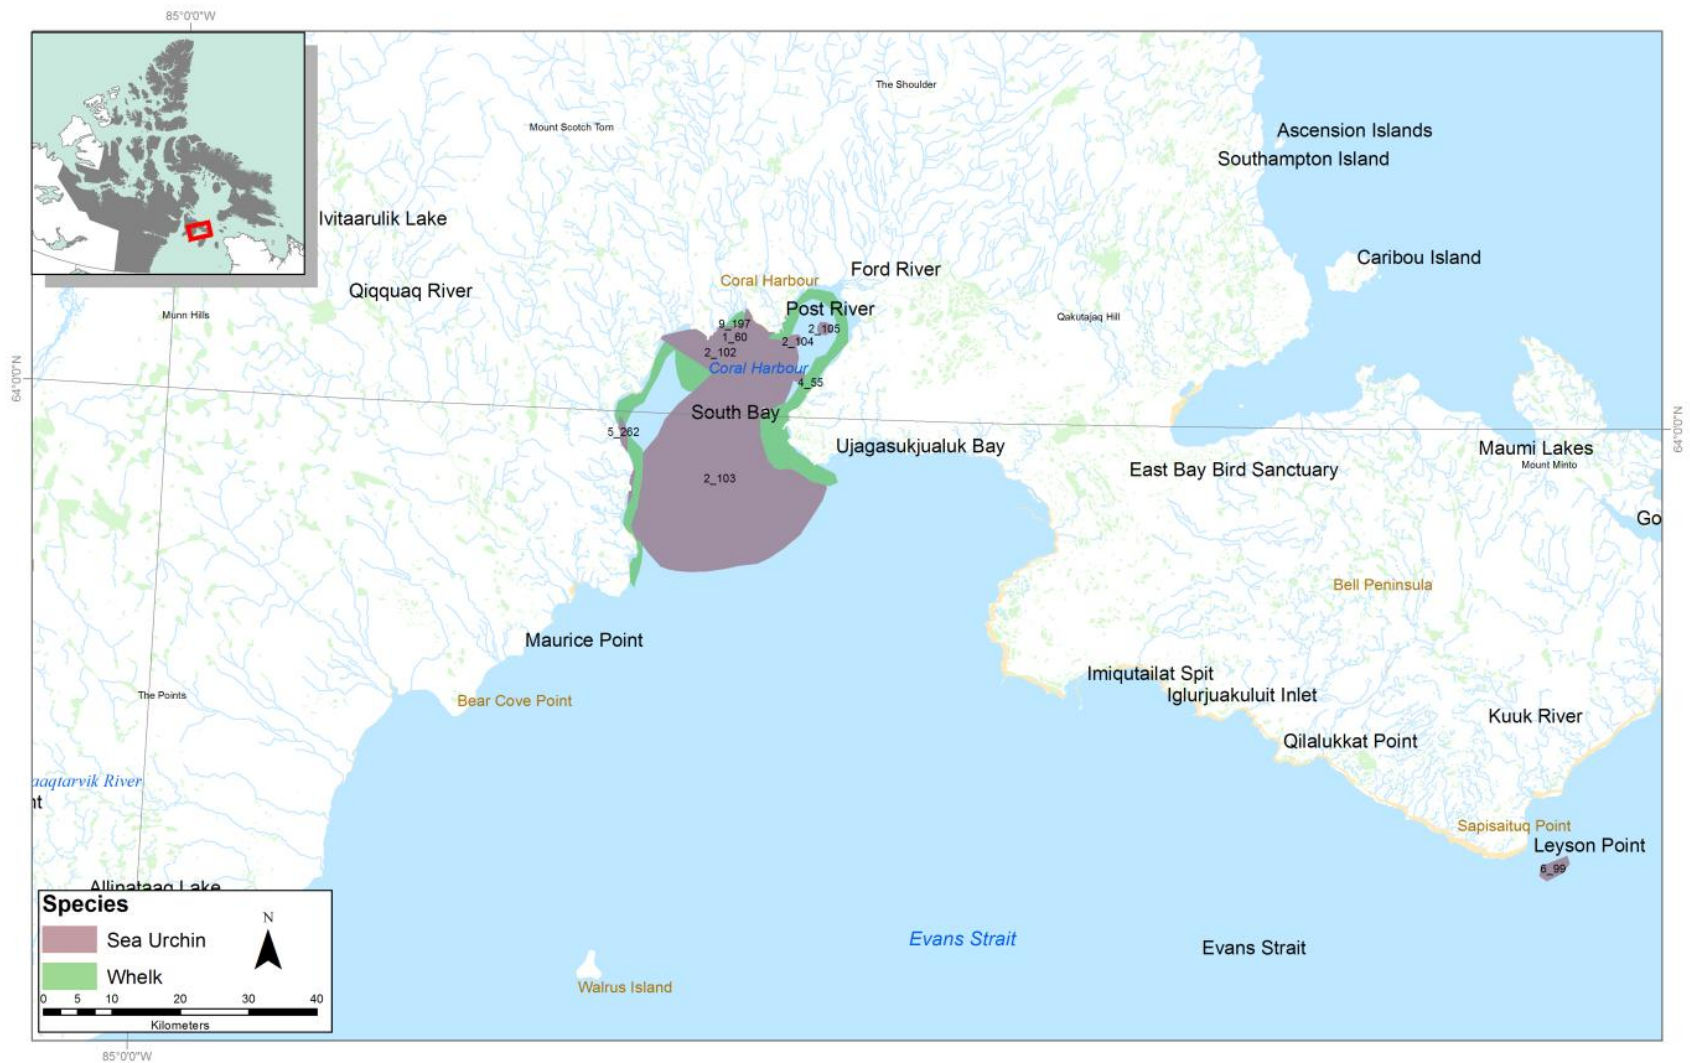 85°0'0"W
The Shoulder
Mount Scotch Tom
Ascension Islands
Southampton Island
Ivitaarulik Lake
Caribou Island
Ford River
Coral Harbour
Qiqquaq River
Post River
Munn Hills
Qakutajaq Hill
9_197
2_105
1_60
2_104
2_102
Coral Harbour
64°0'0"N
4_55
South Bay
64°0'0"N
5_262
Ujagasukjualuk Bay
Maumi Lakes
Mount Minto
East Bay Bird Sanctuary
2_103
Go
Bell Peninsula
Maurice Point
Imiqutailat Spit
Iglurjuakuluit Inlet
The Points
Bear Cove Point
Kuuk River
Qilalukkat Point
aaqtarvik River
nt
Sapisaituq Point
Leyson Point
6_99
Allinataaq Lake
Species
N
Sea Urchin
Whelk
0 5 10 20 30 40
Kilometers
Evans Strait
Evans Strait
Walrus Island
85°0'0"W